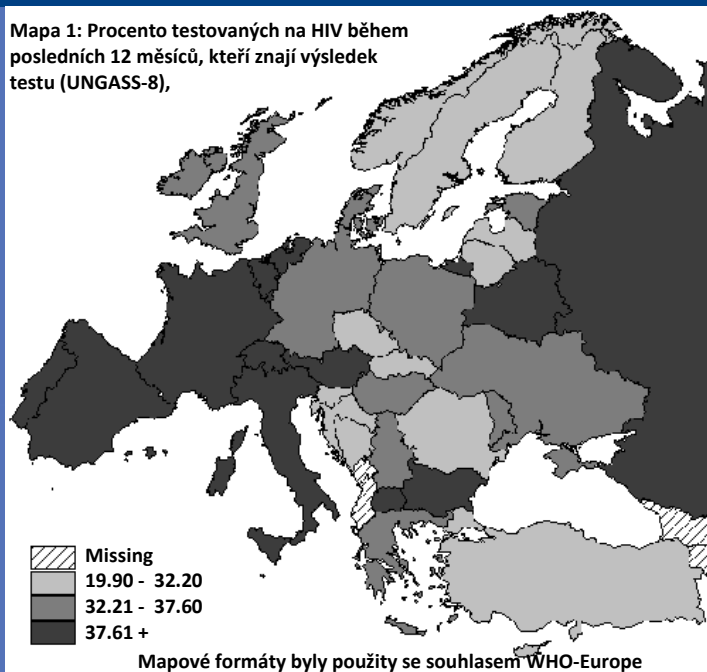 Mapa 1: Procento testovaných na HIV během
posledních 12 měsíců, kteří znají výsledek
testu (UNGASS-8),
Missing
19.90 - 32.20
32.21 - 37.60
37.61 +
Mapové formáty byly použity se souhlasem WHO-Europe